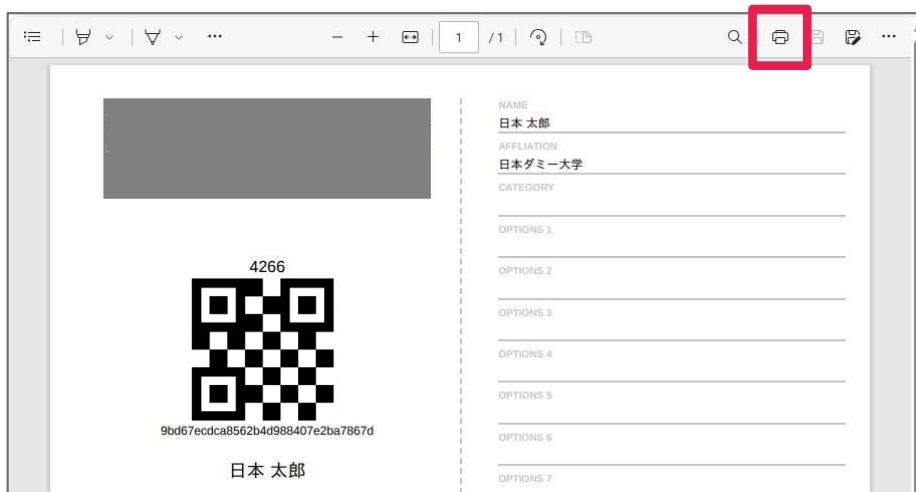 1 / 1
4266
9bd67ecdca8562b4d988407e2ba7867d
日本 太郎
NAME
日本 太郎
AFFLIATION
日本ダミー大学
CATEGORY
OPTIONS 1
OPTIONS 2
OPTIONS 3
OPTIONS 4
OPTIONS 5
OPTIONS 6
OPTIONS 7